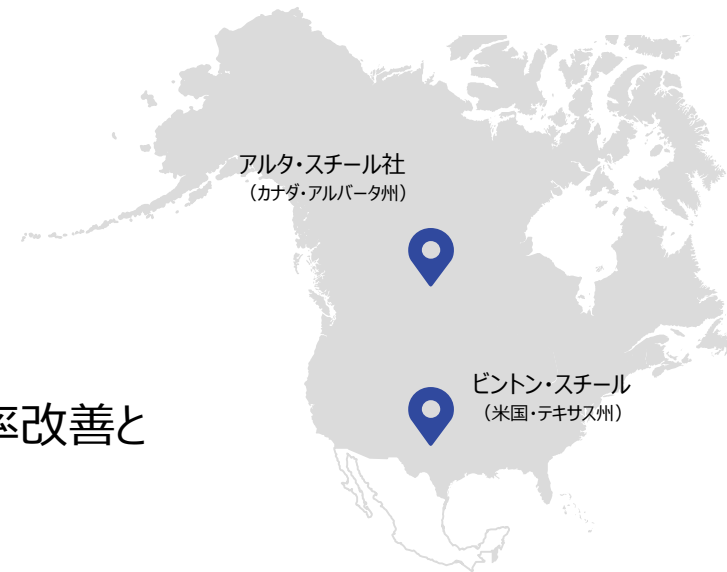 アルタ・スチール社
（カナダ・アルバータ州）
ビントン・スチール
（米国・テキサス州）
率改善と